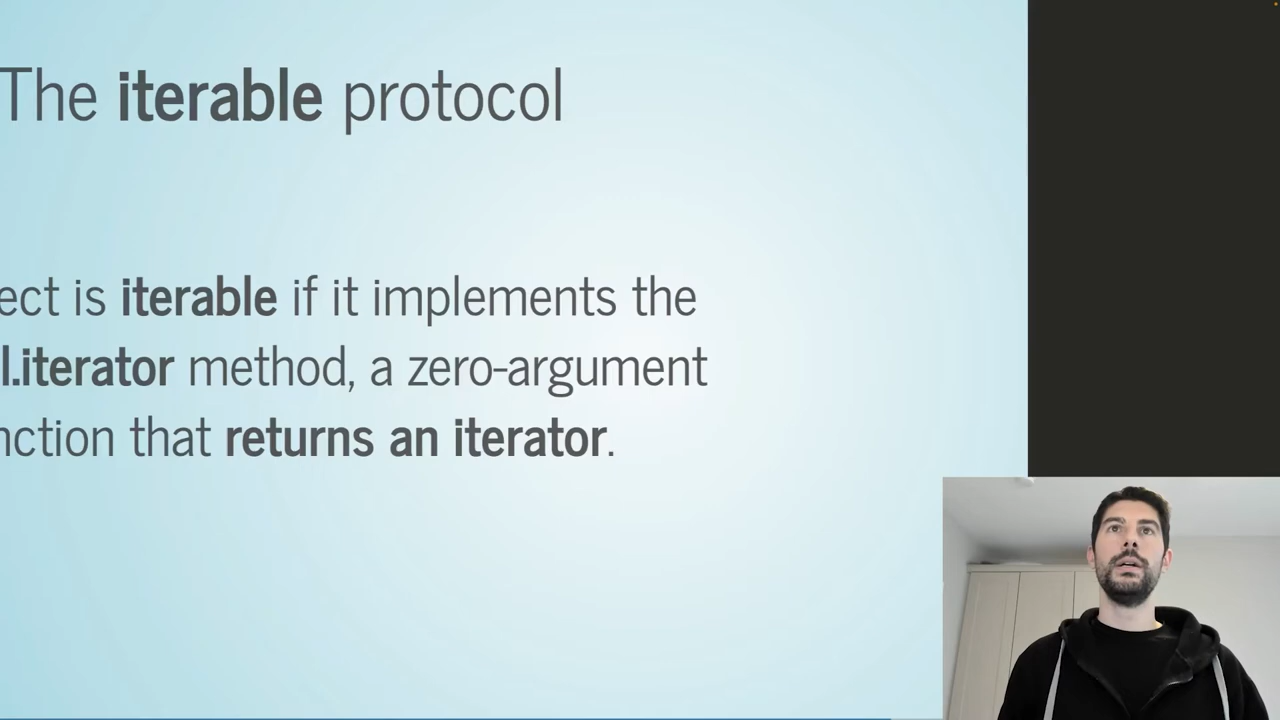 The iterable protocol
ect is iterable if it implements the
l.iterator method, a zero-argument
nction that returns an iterator.